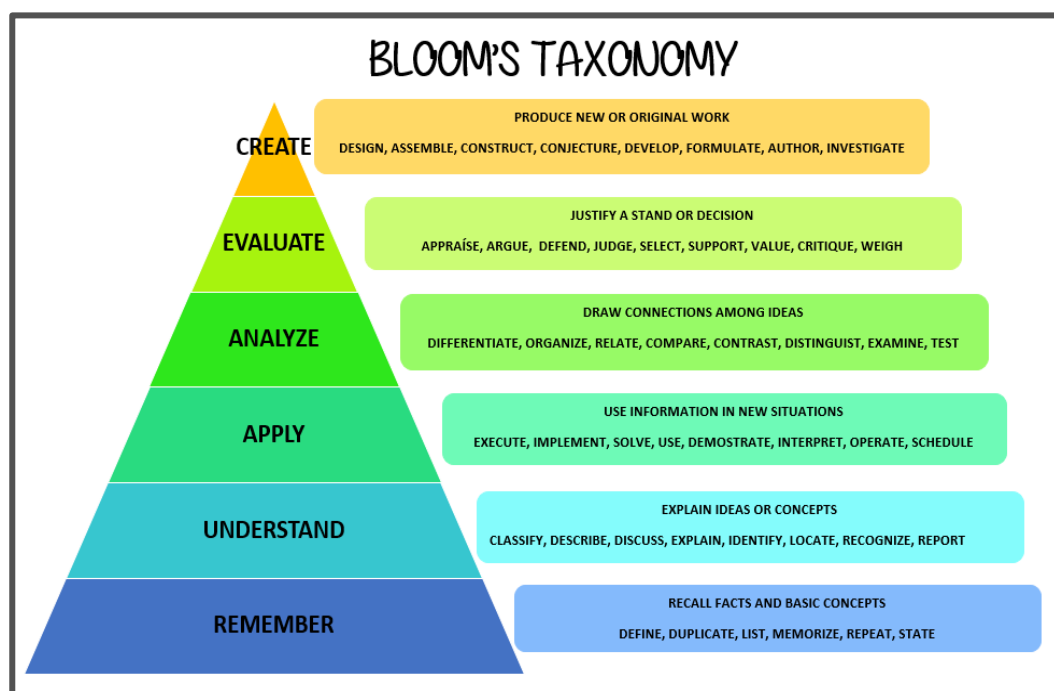 BLOOM'S TAXONOMY
CREATE
PRODUCE NEW OR ORIGINAL WORK
DESIGN, ASSEMBLE, CONSTRUCT, CONJECTURE, DEVELOP, FORMULATE, AUTHOR, INVESTIGATE
EVALUATE
JUSTIFY A STAND OR DECISION
APPRAÍSE, ARGUE, DEFEND, JUDGE, SELECT, SUPPORT, VALUE, CRITIQUE, WEIGH
ANALYZE
DRAW CONNECTIONS AMONG IDEAS
DIFFERENTIATE, ORGANIZE, RELATE, COMPARE, CONTRAST, DISTINGUIST, EXAMINE, TEST
APPLY
USE INFORMATION IN NEW SITUATIONS
EXECUTE, IMPLEMENT, SOLVE, USE, DEMOSTRATE, INTERPRET, OPERATE, SCHEDULE
UNDERSTAND
EXPLAIN IDEAS OR CONCEPTS
CLASSIFY, DESCRIBE, DISCUSS, EXPLAIN, IDENTIFY, LOCATE, RECOGNIZE, REPORT
REMEMBER
RECALL FACTS AND BASIC CONCEPTS
DEFINE, DUPLICATE, LIST, MEMORIZE, REPEAT, STATE